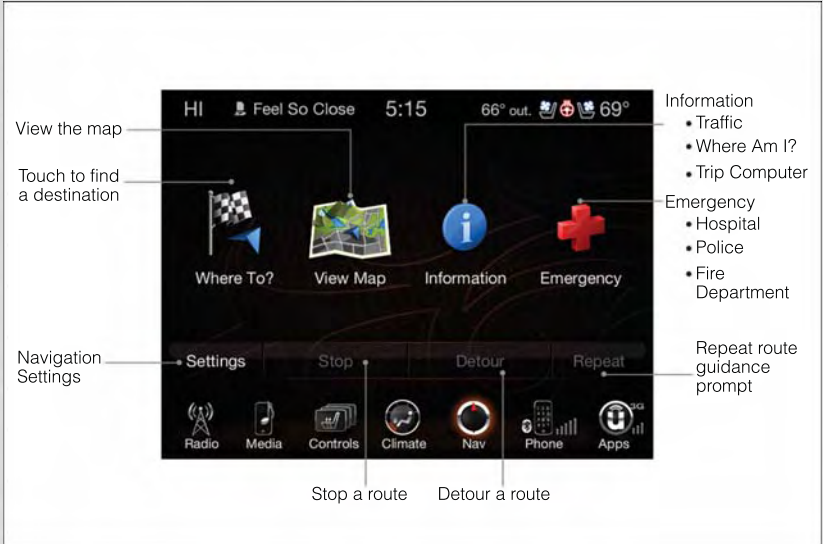 HI Feel So Close 5:15 66° out. 69°
View the map
Touch to find
a destination
Information
• Traffic
• Where Am I?
• Trip Computer
Emergency
• Hospital
• Police
• Fire
Department
Where To? View Map Information Emergency
Navigation
Settings
Settings Stop Detour Repeat
Repeat route
guidance
prompt
3G
Radio Media Controls Climate Nav Phone Apps
Stop a route Detour a route